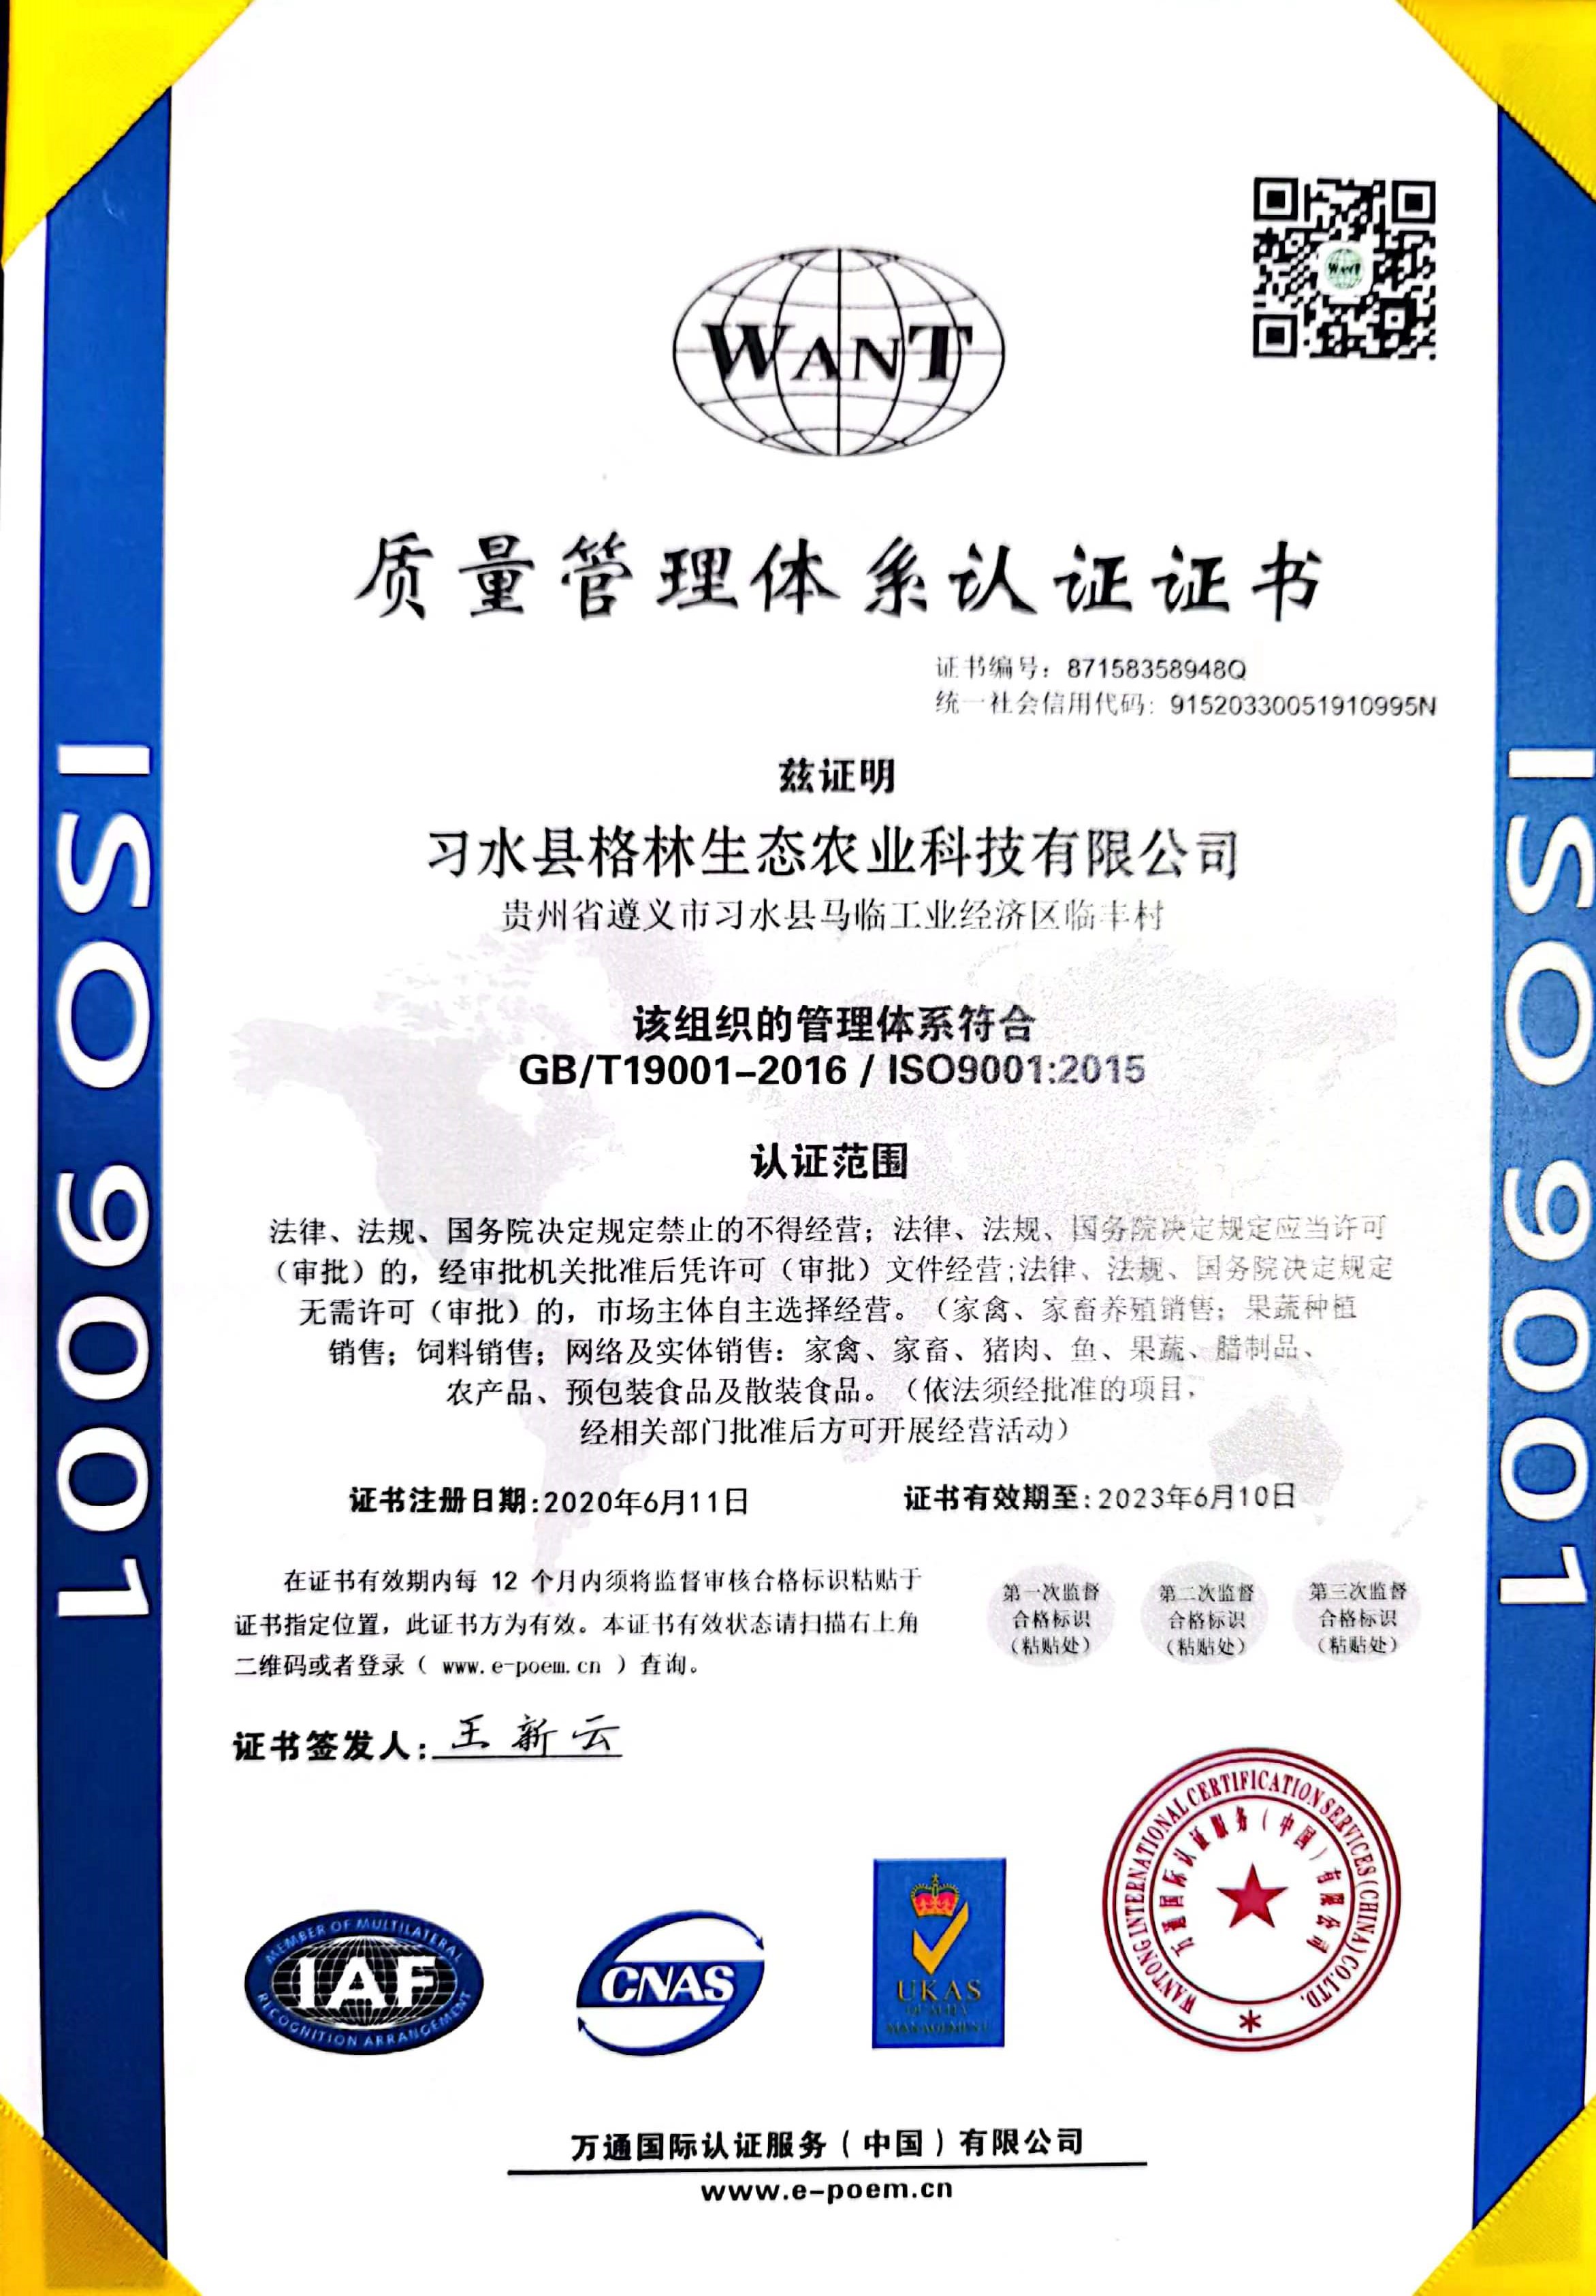 WANT
WANT
质量管理体系认证证书
证书编号：87158358948Q
统一社会信用代码：91520330051910995N
兹证明
习水县格林生态农业科技有限公司
贵州省遵义市习水县马临工业经济区临丰村
该组织的管理体系符合
GB/T19001-2016 / ISO9001:2015
认证范围
法律、法规、国务院决定规定禁止的不得经营；法律、法规、国务院决定规定应当许可
（审批）的，经审批机关批准后凭许可（审批）文件经营;法律、法规、国务院决定规定
无需许可（审批）的，市场主体自主选择经营。（家禽、家畜养殖销售；果蔬种植
销售；饲料销售；网络及实体销售：家禽、家畜、猪肉、鱼、果蔬、腊制品、
农产品、预包装食品及散装食品。（依法须经批准的项目，
经相关部门批准后方可开展经营活动）
证书注册日期:2020年6月11日
证书有效期至:2023年6月10日
在证书有效期内每 12 个月内须将监督审核合格标识粘贴于
证书指定位置，此证书方为有效。本证书有效状态请扫描右上角
二维码或者登录（ www.e-poem.cn ）查询。
第一次监督
合格标识
（粘贴处）
第二次监督
合格标识
（粘贴处）
第三次监督
合格标识
（粘贴处）
证书签发人：王新云
MEMBER OF MULTILATERAL
IAF
RECOGNITION ARRANGEMENT
CNAS
UKAS
QUALITY
MANAGEMENT
WANTONG INTERNATIONAL CERTIFICATION SERVICES (CHINA) CO.,LTD.
万通国际认证服务（中国）有限公司
万通国际认证服务（中国）有限公司
www.e-poem.cn
ISO 9001
ISO 9001